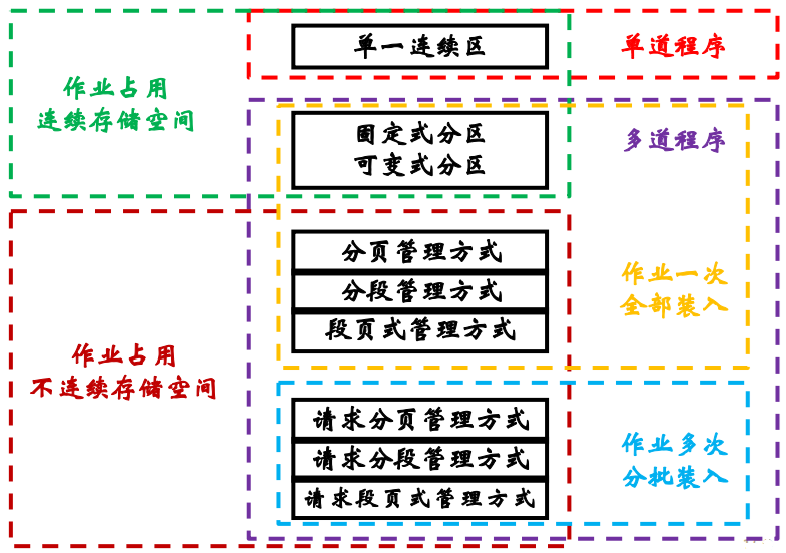 单一连续区
单道程序
作业占用
连续存储空间
固定式分区
可变式分区
多道程序
分页管理方式
分段管理方式
段页式管理方式
作业一次
全部装入
作业占用
不连续存储空间
请求分页管理方式
请求分段管理方式
请求段页式管理方式
作业多次
分批装入